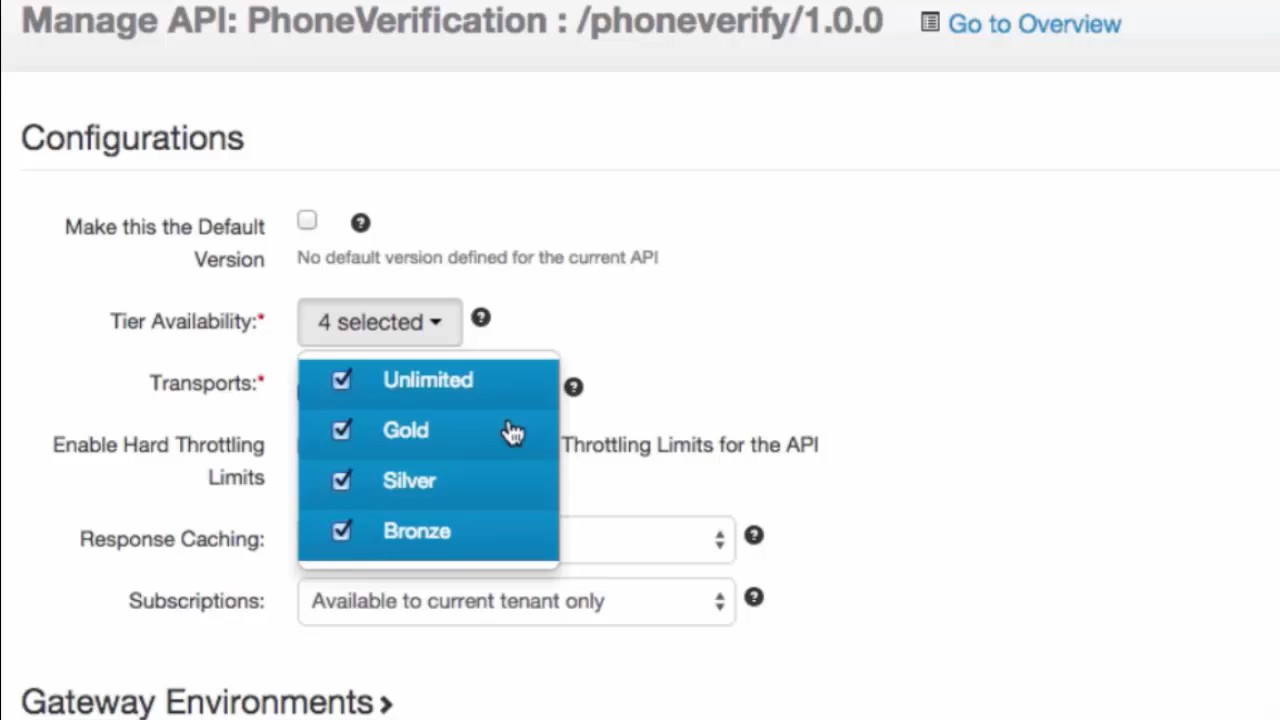 Manage API: PhoneVerification : /phoneverify/1.0.0 Go to Overview
Configurations
Make this the Default
Version
No default version defined for the current API
Tier Availability:*
4 selected
Unlimited
Gold
Silver
Bronze
Transports:*
Enable Hard Throttling
Limits
Throttling Limits for the API
Response Caching:
Subscriptions:
Available to current tenant only
Gateway Environments